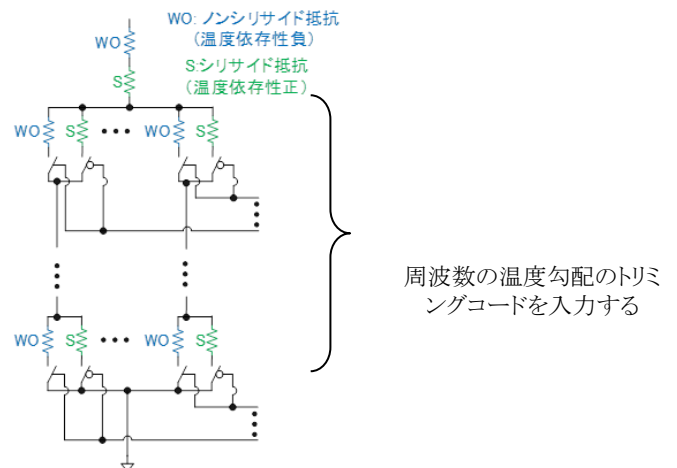 WO: ノンシリサイド抵抗
(温度依存性負)
WO
S:シリサイド抵抗
(温度依存性正)
S
WO S ••• WO S
周波数の温度勾配のトリミ
ングコードを入力する
WO S ••• WO S